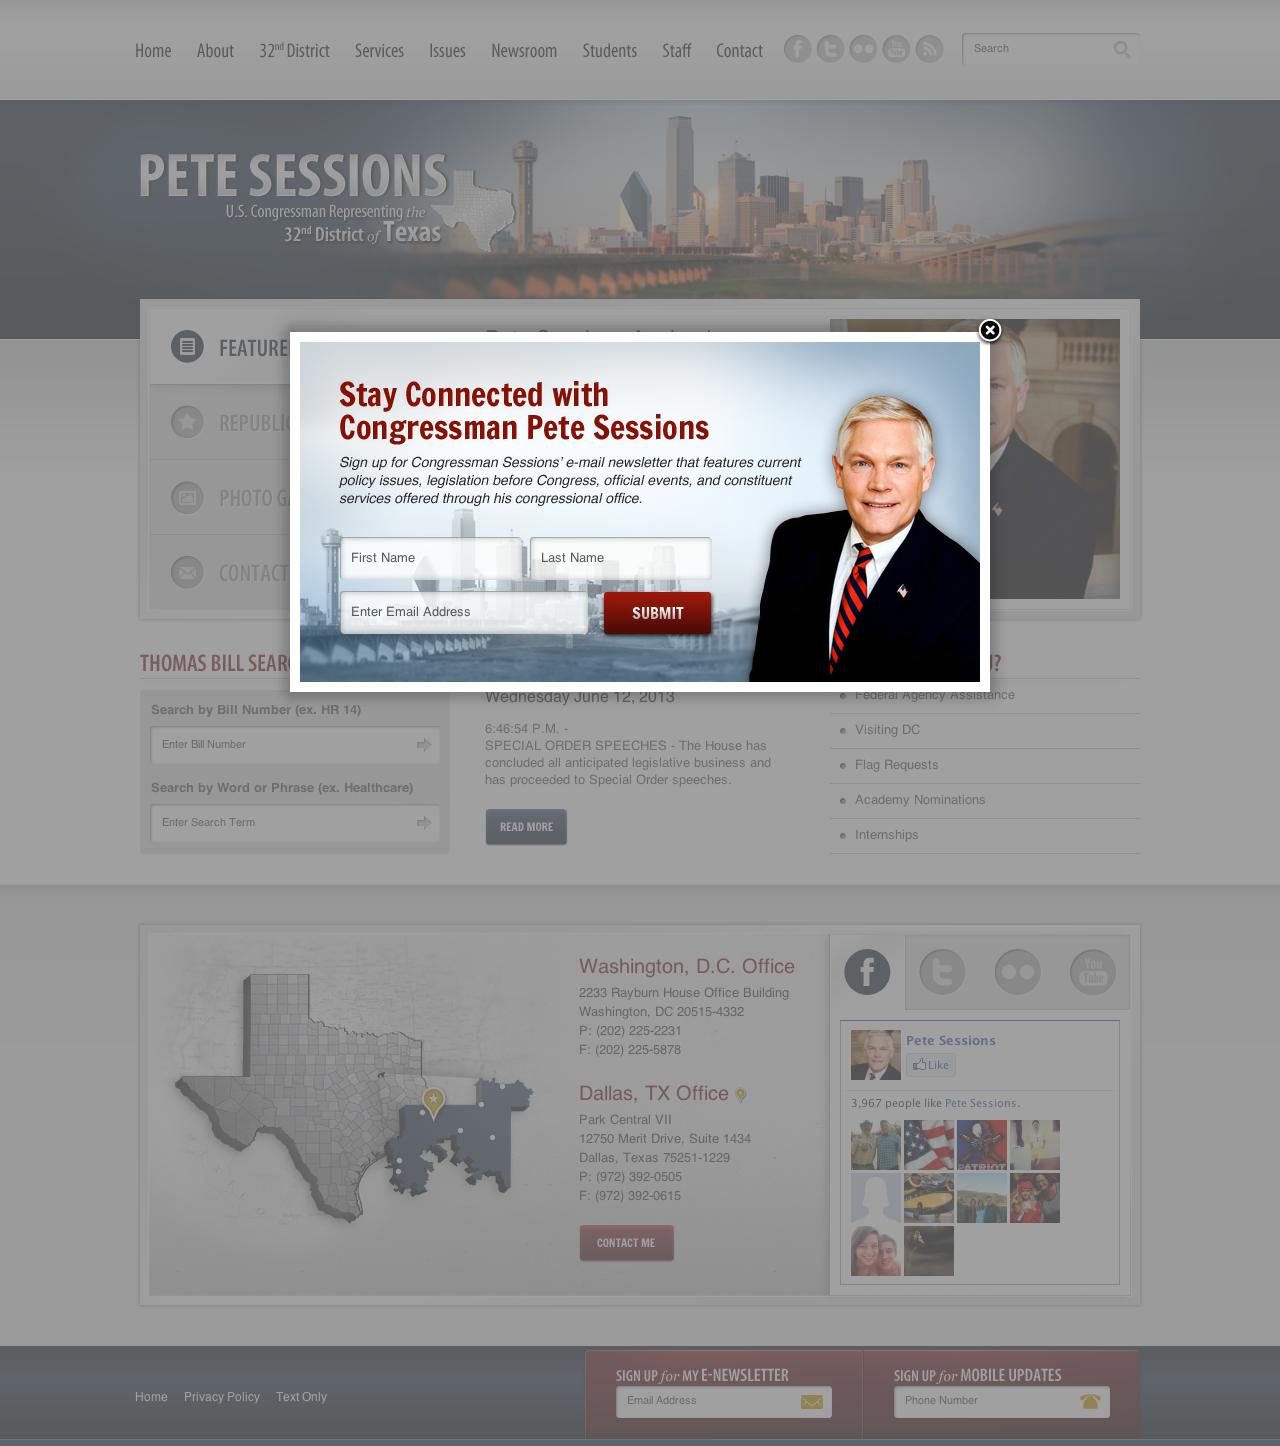 Home About 32nd District Services Issues Newsroom Students Staff Contact
Search
PETE SESSIONS
U.S. Congressman Representing the
32nd District of Texas
FEATURE
REPUBLIC
PHOTO GA
CONTACT
Stay Connected with
Congressman Pete Sessions
Sign up for Congressman Sessions' e-mail newsletter that features current
policy issues, legislation before Congress, official events, and constituent
services offered through his congressional office.
First Name
Last Name
Enter Email Address
SUBMIT
THOMAS BILL SEARC
Search by Bill Number (ex. HR 14)
Enter Bill Number
Search by Word or Phrase (ex. Healthcare)
Enter Search Term
Wednesday June 12, 2013
6:46:54 P.M. -
SPECIAL ORDER SPEECHES - The House has
concluded all anticipated legislative business and
has proceeded to Special Order speeches.
READ MORE
Federal Agency Assistance
Visiting DC
Flag Requests
Academy Nominations
Internships
Washington, D.C. Office
2233 Rayburn House Office Building
Washington, DC 20515-4332
P: (202) 225-2231
F: (202) 225-5878
Dallas, TX Office
Park Central VII
12750 Merit Drive, Suite 1434
Dallas, Texas 75251-1229
P: (972) 392-0505
F: (972) 392-0615
CONTACT ME
You
Tube
Pete Sessions
Like
3,967 people like Pete Sessions.
PATRIOT
Home Privacy Policy Text Only
SIGN UP for MY E-NEWSLETTER
Email Address
SIGN UP for MOBILE UPDATES
Phone Number